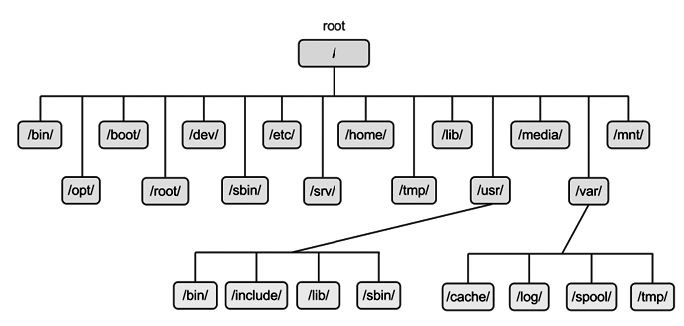 root
/
/bin/ /boot/ /dev/ /etc/ /home/ /lib/ /media/ /mnt/
/opt/ /root/ /sbin/ /srv/ /tmp/ /usr/ /var/
/bin/ /include/ /lib/ /sbin/ /cache/ /log/ /spool/ /tmp/